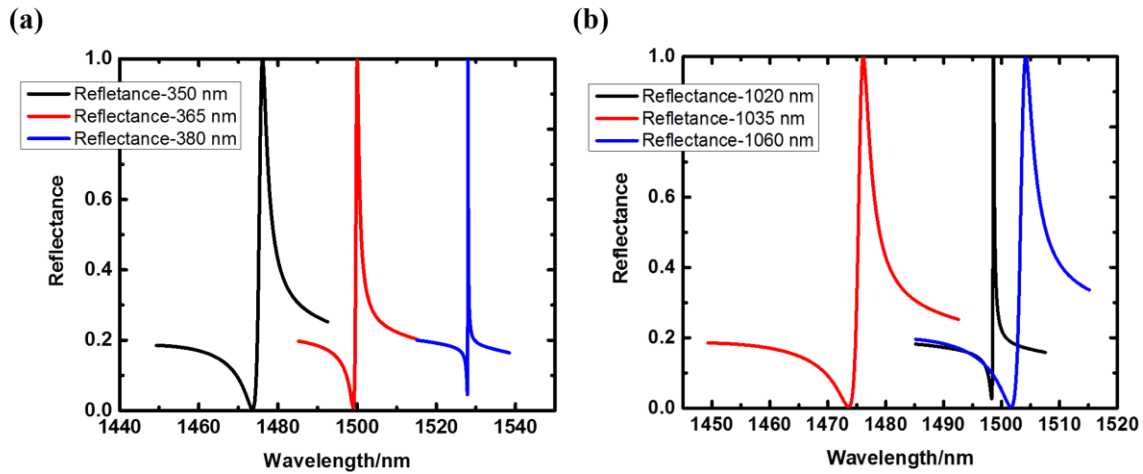 (a)
1.0
0.8
0.6
0.4
0.2
0.0
Reflectance
Refletance-350 nm
Reflectance-365 nm
Reflectance-380 nm
1440 1460 1480 1500 1520 1540
Wavelength/nm
(b)
1.0
0.8
0.6
0.4
0.2
0.0
Reflectance
Reflectance-1020 nm
Refletance-1035 nm
Reflectance-1060 nm
1450 1460 1470 1480 1490 1500 1510 1520
Wavelength/nm